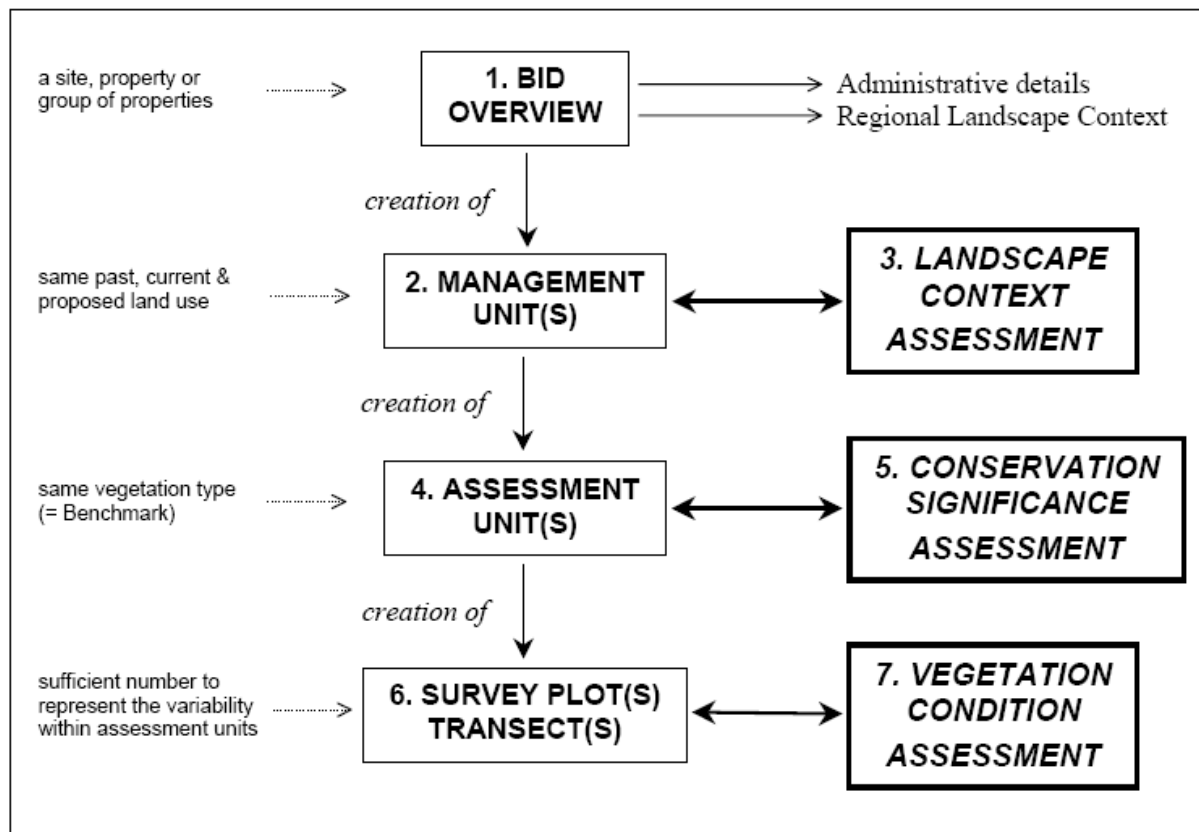 a site, property or
group of properties
1. BID
OVERVIEW
Administrative details
Regional Landscape Context
creation of
same past, current &
proposed land use
2. MANAGEMENT
UNIT(S)
3. LANDSCAPE
CONTEXT
ASSESSMENT
creation of
same vegetation type
(= Benchmark)
4. ASSESSMENT
UNIT(S)
5. CONSERVATION
SIGNIFICANCE
ASSESSMENT
creation of
sufficient number to
represent the variability
within assessment units
6. SURVEY PLOT(S)
TRANSECT(S)
7. VEGETATION
CONDITION
ASSESSMENT